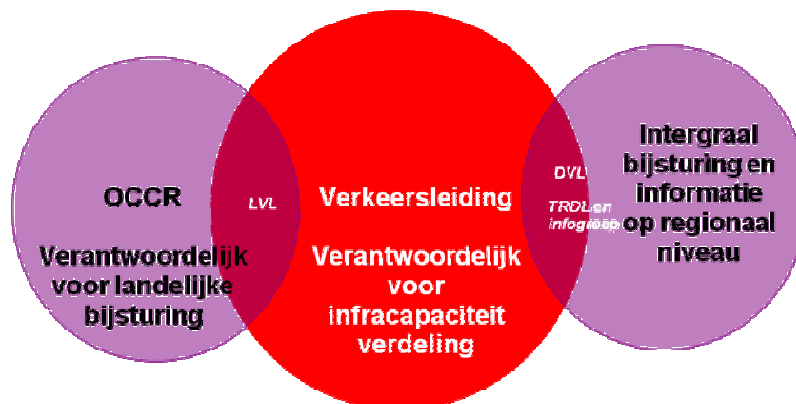 OCCR
Verantwoordelijk
voor landelijke
bijsturing
LVL
Verkeersleiding
Verantwoordelijk
voor
infracapaciteit
verdeling
DVL
TRDL en
infogroep
Intergraal
bijsturing en
informatie
op regionaal
niveau